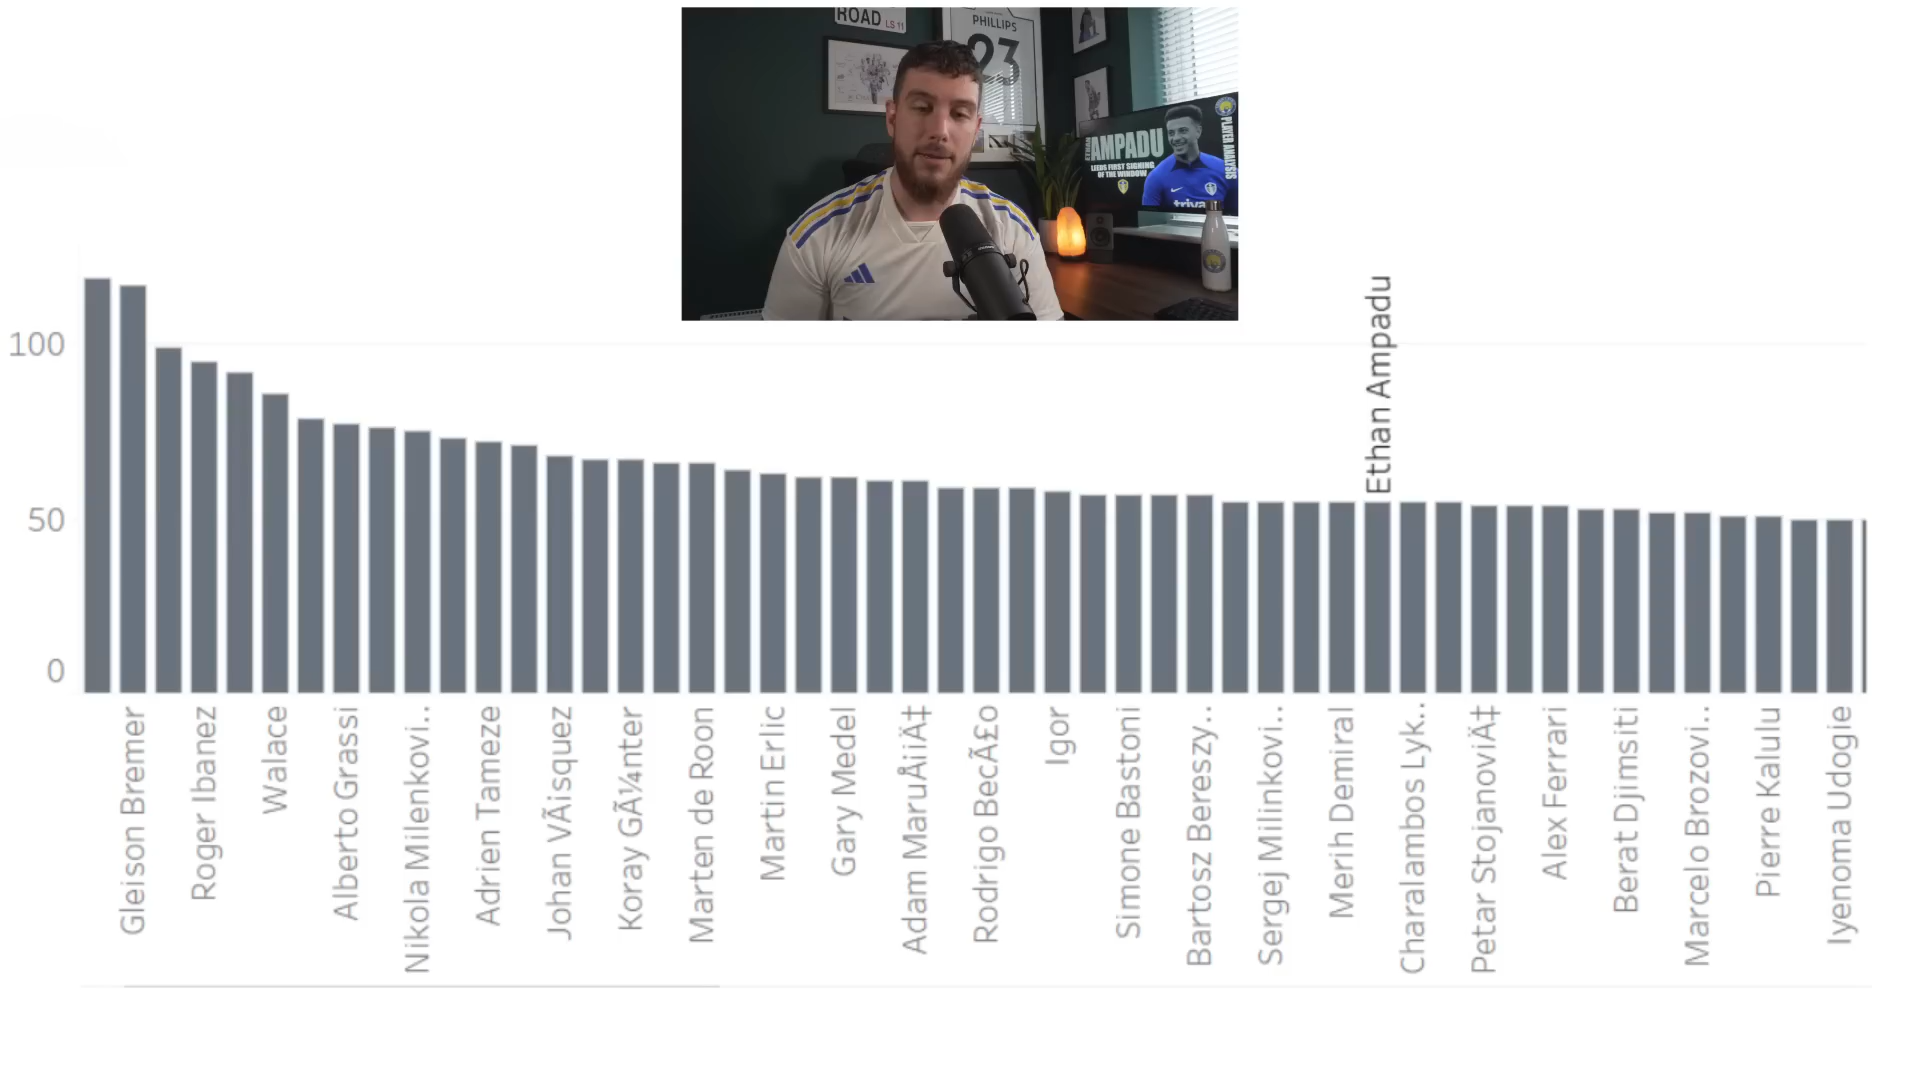 ROAD LS 11
PHILLIPS
23
ETHAN
AMPADU
LEEDS FIRST SIGNING
OF THE WINDOW
PLAYER ANALYSIS
100
50
0
Ethan Ampadu
Gleison Bremer
Roger Ibanez
Walace
Alberto Grassi
Nikola Milenkovi..
Adrien Tameze
Johan VÃ¡squez
Koray GÃ¼nter
Marten de Roon
Martin Erlic
Gary Medel
Adam MaruÅ¡iÄ‡
Rodrigo BecÃ£o
Igor
Simone Bastoni
Bartosz Bereszy..
Sergej Milinkovi..
Merih Demiral
Charalambos Lyk..
Petar StojanoviÄ‡
Alex Ferrari
Berat Djimsiti
Marcelo Brozovi..
Pierre Kalulu
Iyenoma Udogie